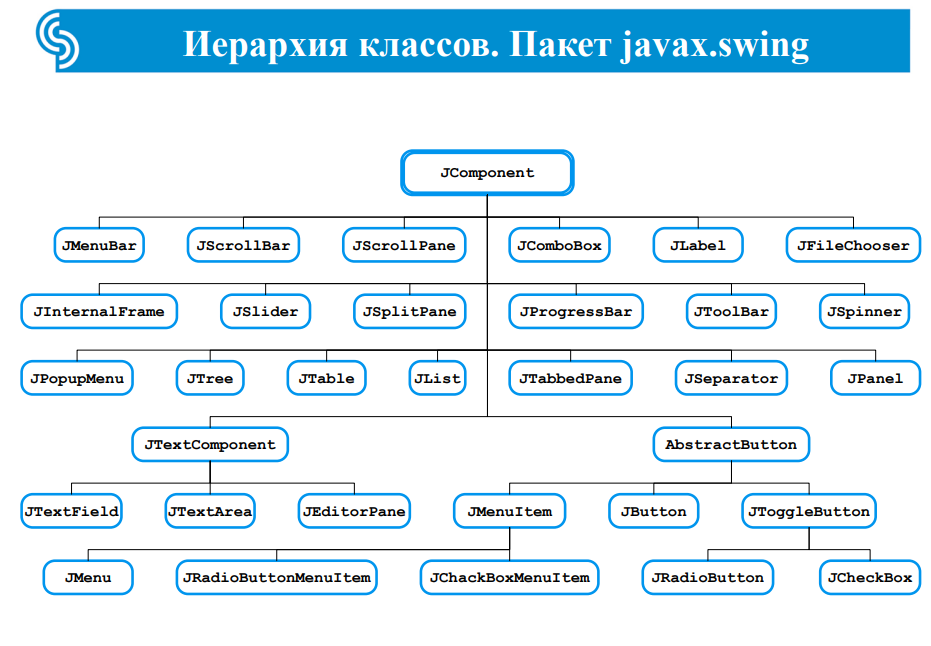 Иерархия классов. Пакет javax.swing
JComponent
JMenuBar JScrollBar JScrollPane JComboBox JLabel JFileChooser
JInternalFrame JSlider JSplitPane JProgressBar JToolBar JSpinner
JPopupMenu JTree JTable JList JTabbedPane JSeparator JPanel
JTextComponent AbstractButton
JTextField JTextArea JEditorPane JMenuItem JButton JToggleButton
JMenu JRadioButtonMenuItem JChackBoxMenuItem JRadioButton JCheckBox